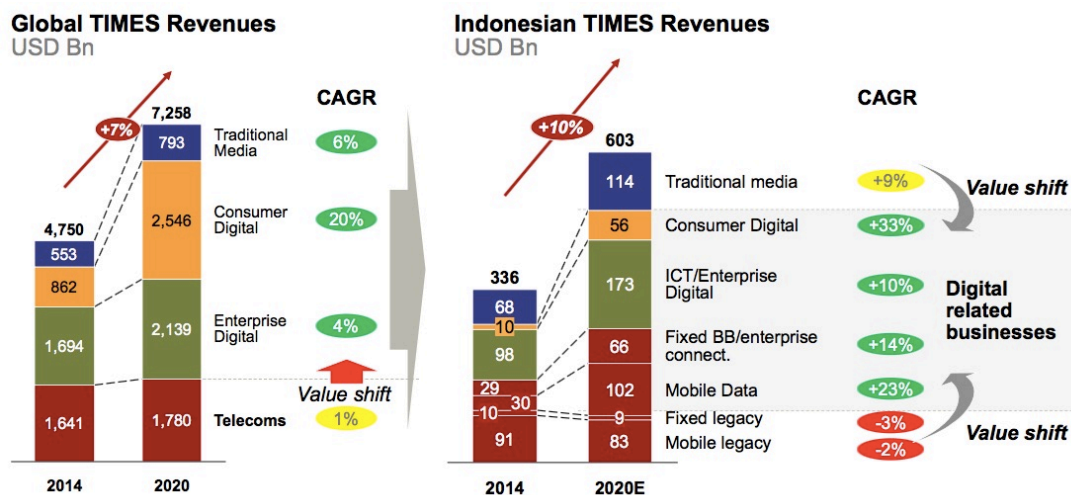 Global TIMES Revenues
USD Bn
+7%
CAGR
7,258
793
2,546
2,139
1,780
4,750
553
862
1,694
1,641
Traditional
Media
6%
Consumer
Digital
20%
Enterprise
Digital
4%
Value shift
Telecoms
1%
2014
2020
Indonesian TIMES Revenues
USD Bn
+10%
CAGR
603
114
56
173
66
102
9
83
336
68
10
98
29
30
10
91
Traditional media
+9%
Value shift
Consumer Digital
+33%
ICT/Enterprise
Digital
+10%
Digital
related
businesses
Fixed BB/enterprise
connect.
+14%
Mobile Data
+23%
Fixed legacy
-3%
Mobile legacy
-2%
Value shift
2014
2020E